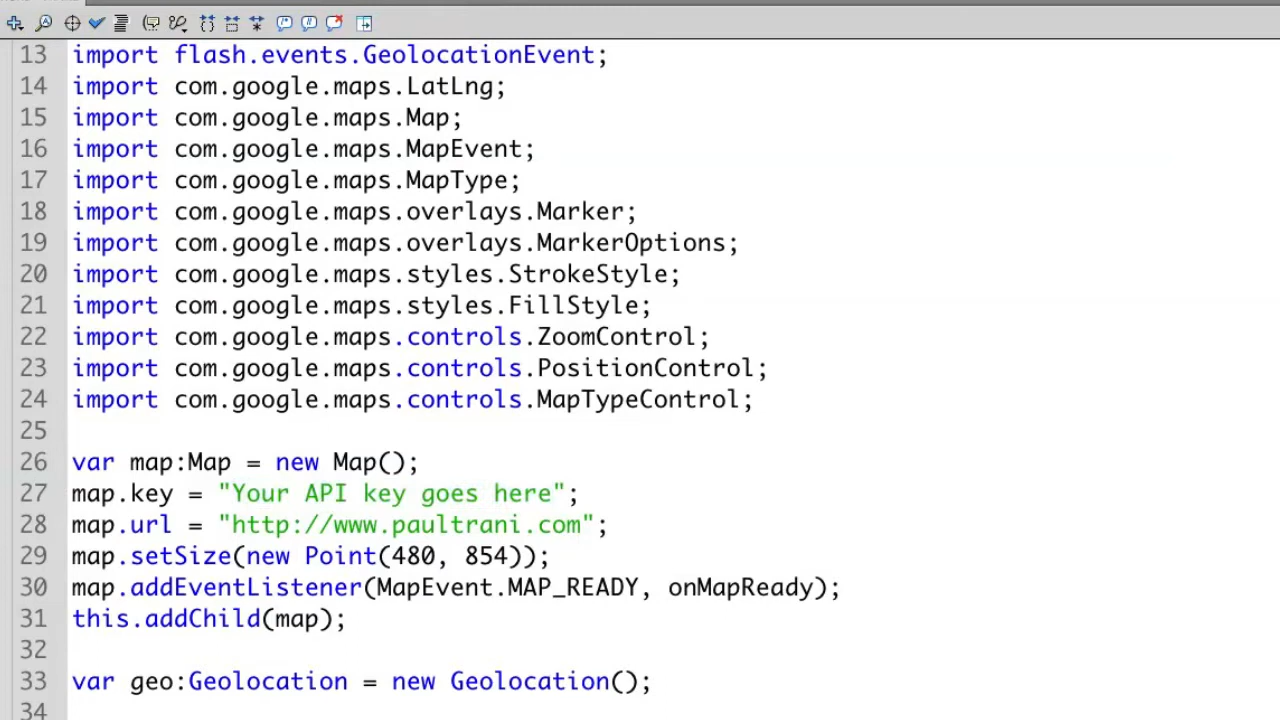 13 import flash.events.GeolocationEvent;
14 import com.google.maps.LatLng;
15 import com.google.maps.Map;
16 import com.google.maps.MapEvent;
17 import com.google.maps.MapType;
18 import com.google.maps.overlays.Marker;
19 import com.google.maps.overlays.MarkerOptions;
20 import com.google.maps.styles.StrokeStyle;
21 import com.google.maps.styles.FillStyle;
22 import com.google.maps.controls.ZoomControl;
23 import com.google.maps.controls.PositionControl;
24 import com.google.maps.controls.MapTypeControl;
25
26 var map:Map = new Map();
27 map.key = "Your API key goes here";
28 map.url = "http://www.paultrani.com";
29 map.setSize(new Point(480, 854));
30 map.addEventListener(MapEvent.MAP_READY, onMapReady);
31 this.addChild(map);
32
33 var geo:Geolocation = new Geolocation();
34